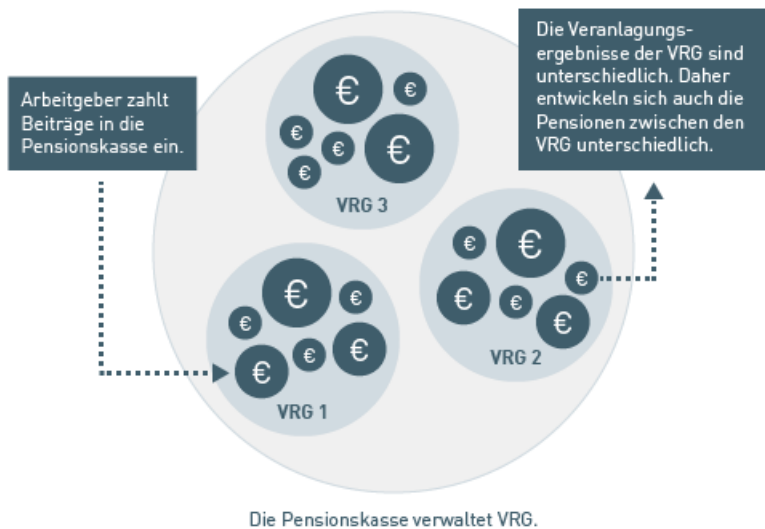 Arbeitgeber zahlt
Beiträge in die
Pensionskasse ein.
Die Veranlagungs-
ergebnisse der VRG sind
unterschiedlich. Daher
entwickeln sich auch die
Pensionen zwischen den
VRG unterschiedlich.
€ €
€ € €
€
VRG 3
€ €
€ €
€ € €
VRG 2
€ €
€ € €
€
VRG 1
Die Pensionskasse verwaltet VRG.